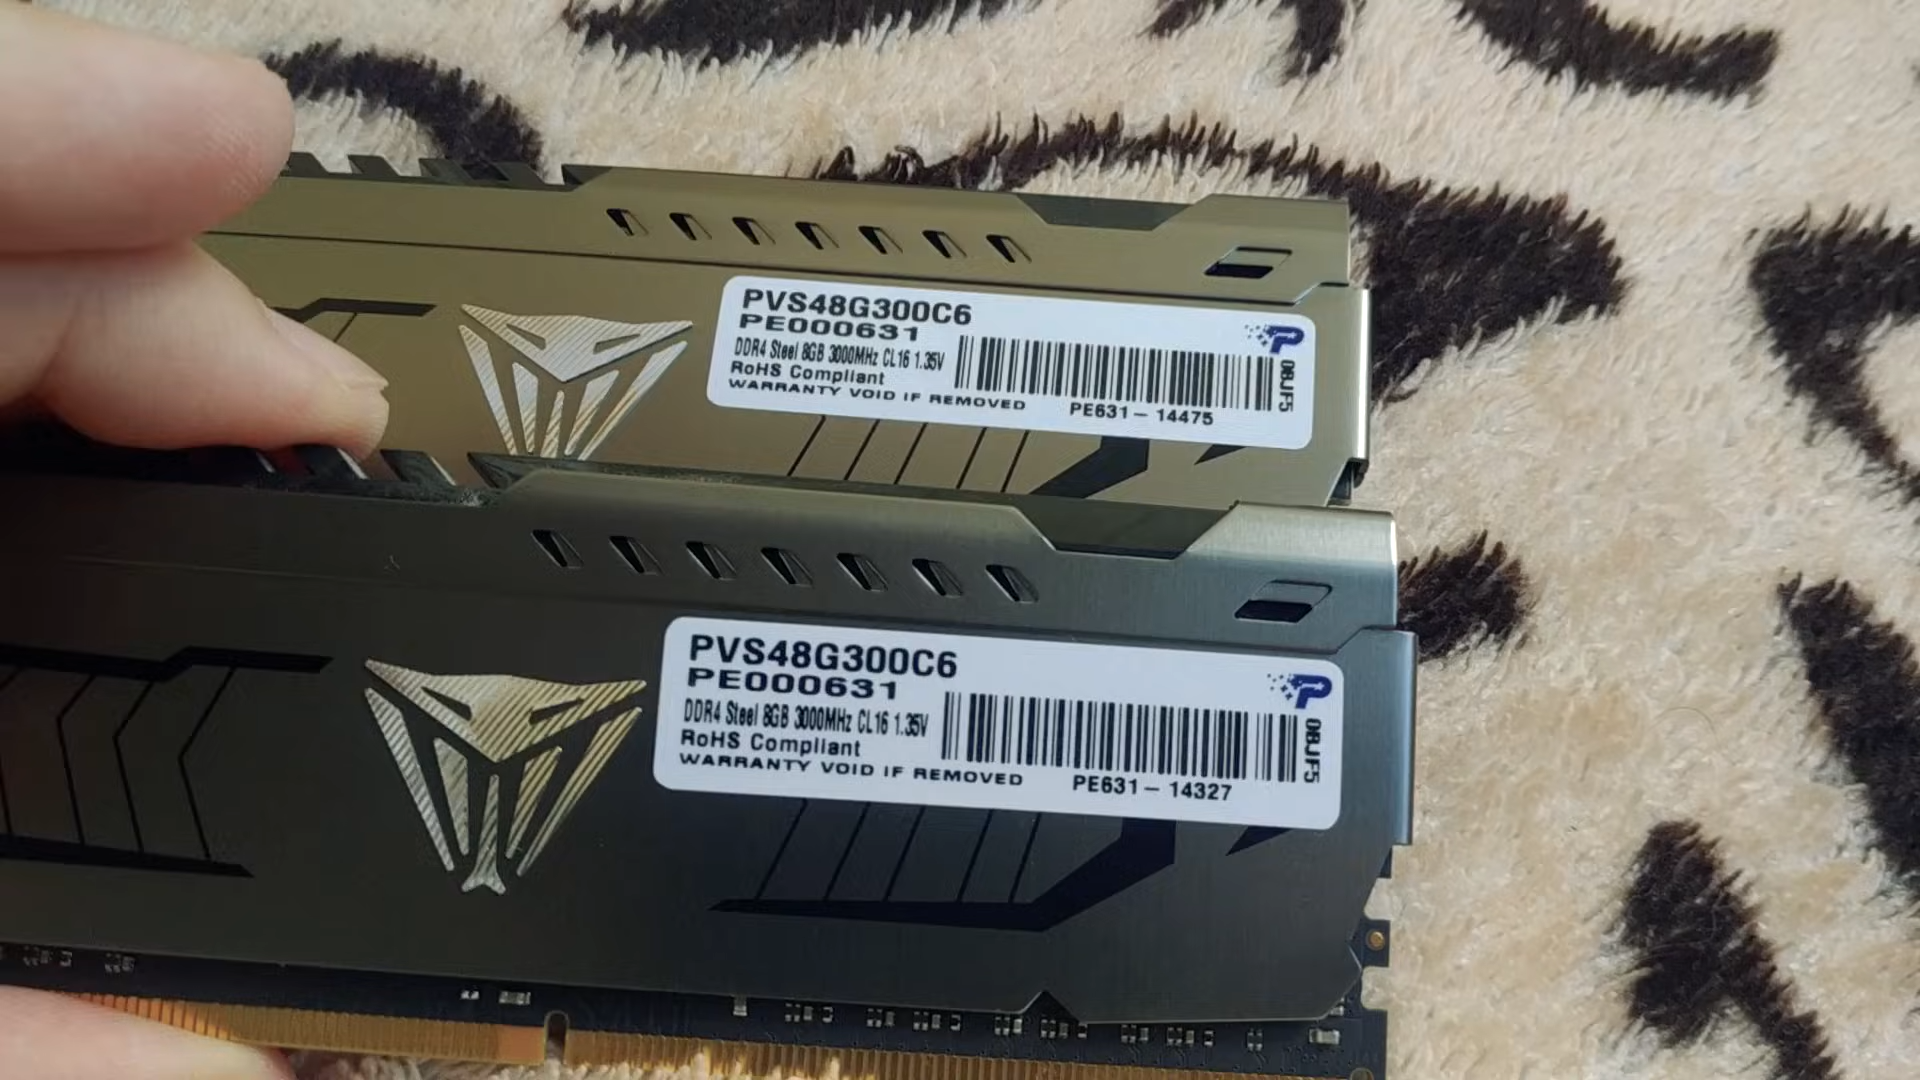 PVS48G300C6
PE000631
DDR4 Steel 8GB 3000MHz CL16 1.35V
RoHS Compliant
WARRANTY VOID IF REMOVED
PE631-14475
0BJF5
PVS48G300C6
PE000631
DDR4 Steel 8GB 3000MHz CL16 1.35V
RoHS Compliant
WARRANTY VOID IF REMOVED
PE631-14327
0BJF5